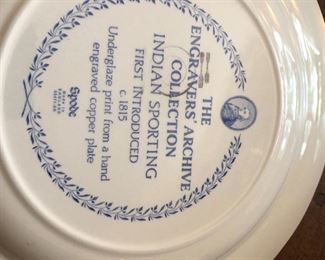 THE
ENGRAVERS' ARCHIVE
COLLECTION
INDIAN SPORTING
FIRST INTRODUCED
c. 1815
Underglaze print from a hand
engraved copper plate
Spode